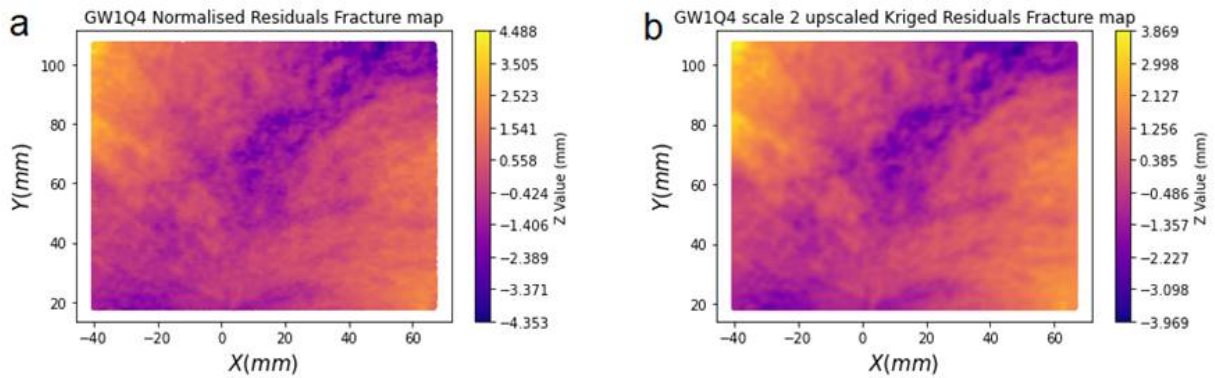 a
GW1Q4 Normalised Residuals Fracture map
4.488
3.505
2.523
1.541
0.558
−0.424
−1.406
−2.389
−3.371
−4.353
Z Value (mm)
100
80
60
40
20
Y(mm)
−40 −20 0 20 40 60
X(mm)
b
GW1Q4 scale 2 upscaled Kriged Residuals Fracture map
3.869
2.998
2.127
1.256
0.385
−0.486
−1.357
−2.227
−3.098
−3.969
Z Value (mm)
100
80
60
40
20
Y(mm)
−40 −20 0 20 40 60
X(mm)